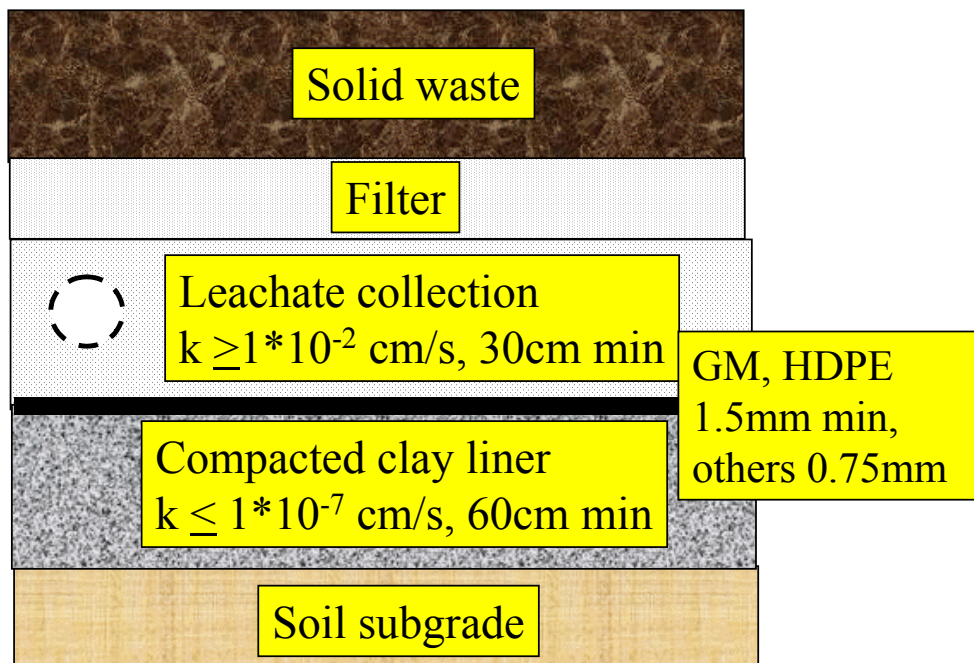 Solid waste
Filter
Leachate collection
k ≥1*10⁻² cm/s, 30cm min
GM, HDPE
1.5mm min,
others 0.75mm
Compacted clay liner
k ≤ 1*10⁻⁷ cm/s, 60cm min
Soil subgrade